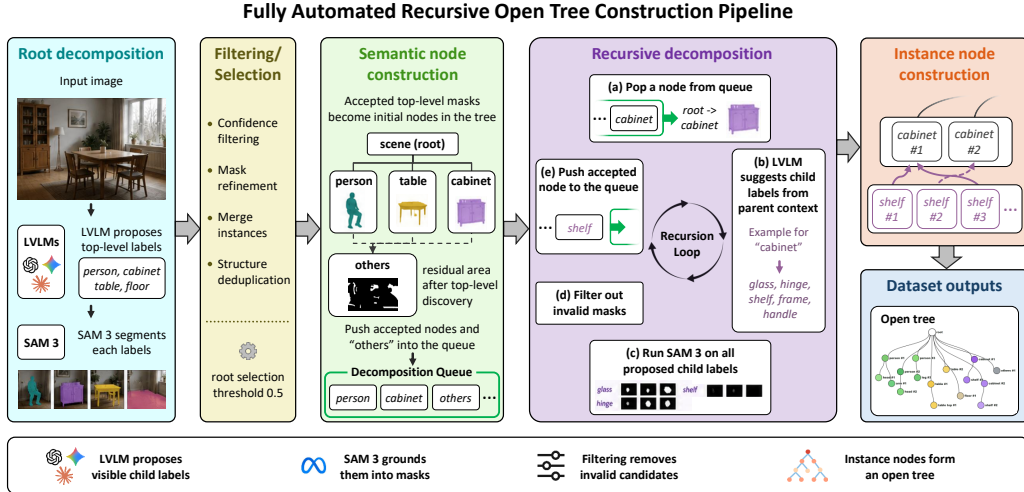 Fully Automated Recursive Open Tree Construction Pipeline
Root decomposition
Input image
LVLMs
LVLM proposes
top-level labels
person, cabinet
table, floor
SAM 3
SAM 3 segments
each labels
Filtering/
Selection
• Confidence
filtering
• Mask
refinement
• Merge
instances
• Structure
deduplication
root selection
threshold 0.5
Semantic node
construction
Accepted top-level masks
become initial nodes in the tree
scene (root)
person
table
cabinet
others
residual area
after top-level
discovery
Push accepted nodes and
"others" into the queue
Decomposition Queue
person
cabinet
others
...
Recursive decomposition
(a) Pop a node from queue
... cabinet
root ->
cabinet
(e) Push accepted
node to the queue
... shelf
Recursion
Loop
(b) LVLM
suggests child
labels from
parent context
Example for
"cabinet"
glass, hinge,
shelf, frame,
handle
(d) Filter out
invalid masks
(c) Run SAM 3 on all
proposed child labels
glass
shelf
hinge
Instance node
construction
cabinet
#1
cabinet
#2
shelf
#1
shelf
#2
shelf
#3
...
Dataset outputs
Open tree
LVLM proposes
visible child labels
SAM 3 grounds
them into masks
Filtering removes
invalid candidates
Instance nodes form
an open tree